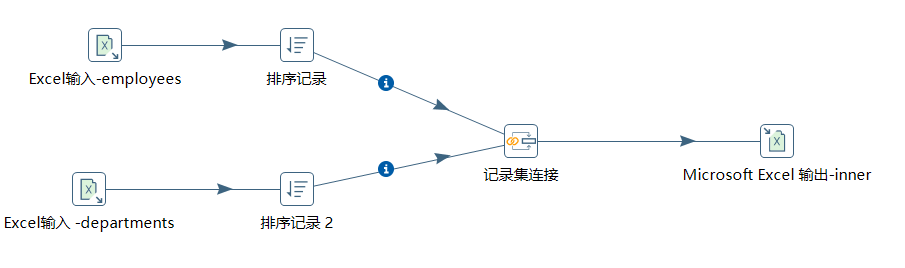 Excel输入-employees
排序记录
记录集连接
Microsoft Excel 输出-inner
Excel输入 -departments
排序记录 2